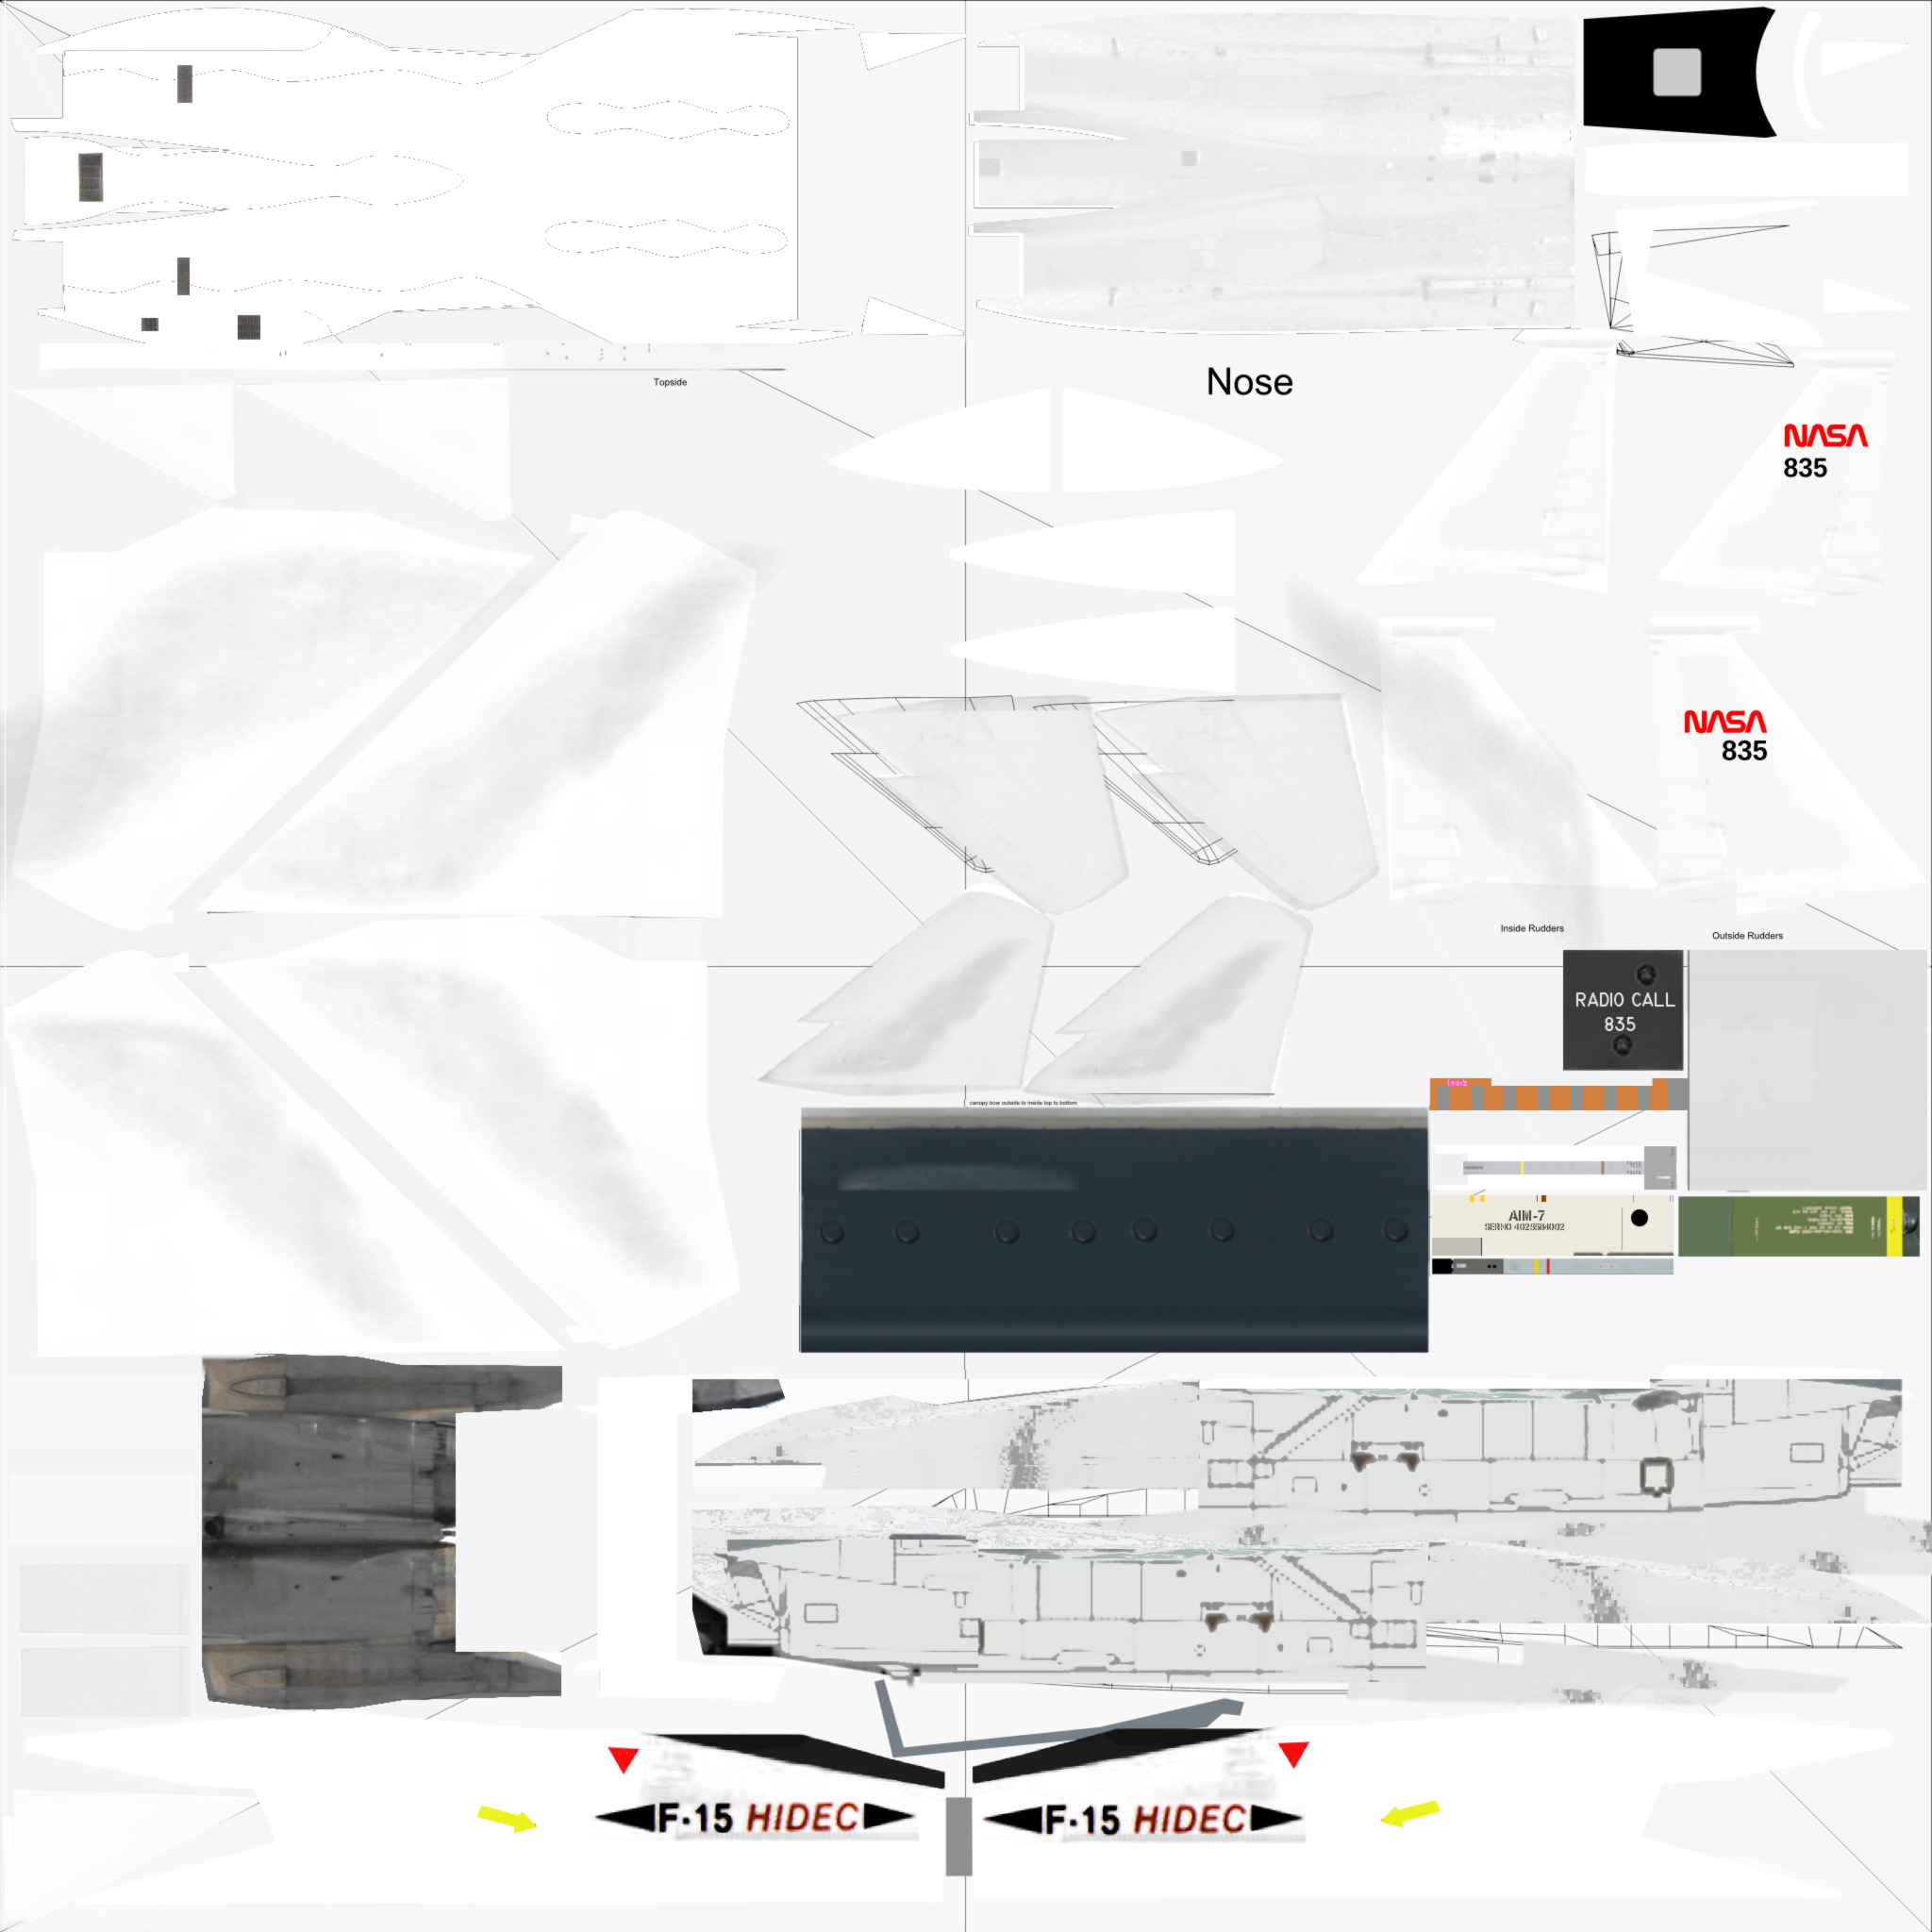 Topside
Nose
NASA
835
NASA
835
Inside Rudders
Outside Rudders
RADIO CALL
835
canopy bow outside to inside top to bottom
AIM-7
SERNO 4025584002
F-15 HIDEC
F-15 HIDEC